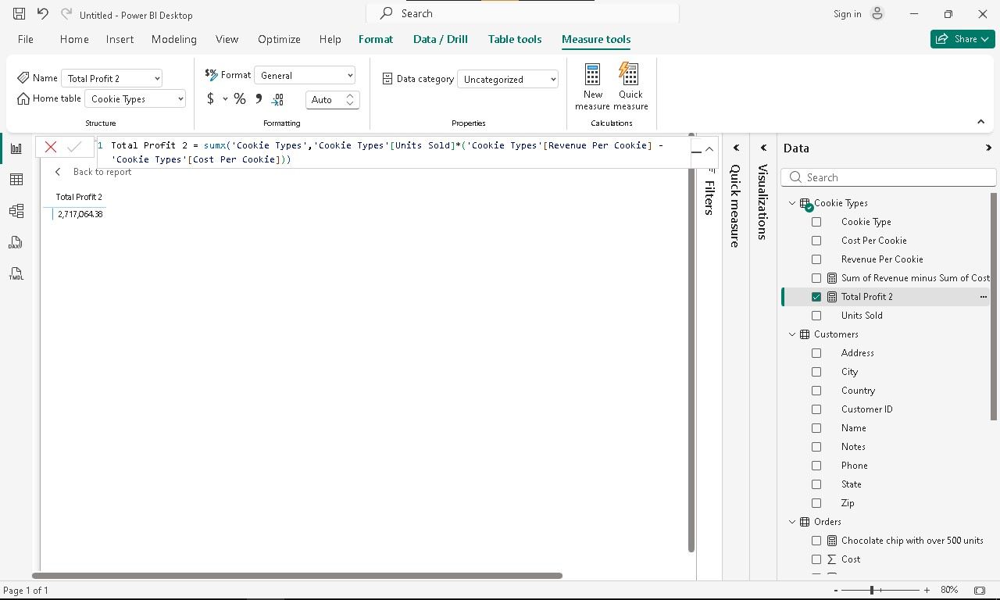 Untitled - Power BI Desktop
Search
Sign in
File
Home
Insert
Modeling
View
Optimize
Help
Format
Data / Drill
Table tools
Measure tools
Share
Name
Total Profit 2
Home table
Cookie Types
Structure
$% Format
General
$
%
,
.00
Auto
Formatting
Data category
Uncategorized
Properties
New measure
Quick measure
Calculations
1 Total Profit 2 = sumx('Cookie Types','Cookie Types'[Units Sold]*('Cookie Types'[Revenue Per Cookie] -
'Cookie Types'[Cost Per Cookie]))
Back to report
Total Profit 2
2,717,064.38
DAX
TMDL
Filters
Quick measure
Visualizations
Data
Search
Cookie Types
Cookie Type
Cost Per Cookie
Revenue Per Cookie
Sum of Revenue minus Sum of Cost
Total Profit 2
Units Sold
Customers
Address
City
Country
Customer ID
Name
Notes
Phone
State
Zip
Orders
Chocolate chip with over 500 units
Σ Cost
Page 1 of 1
- + 80%